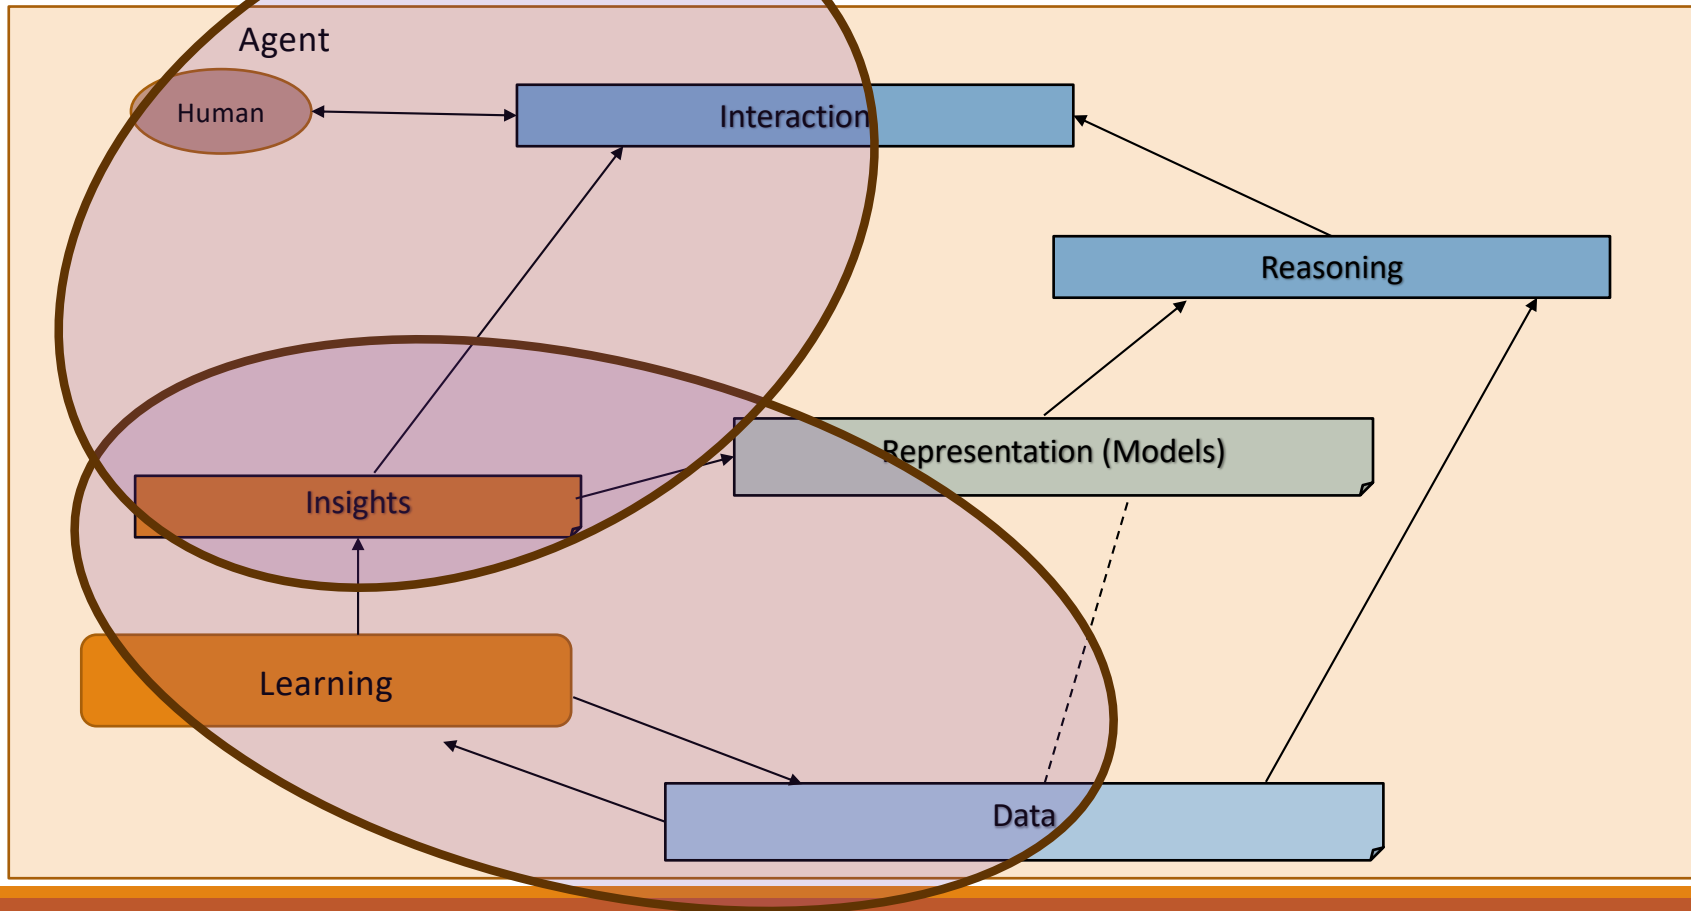 Agent
Human
Interaction
Reasoning
Representation (Models)
Insights
Learning
Data